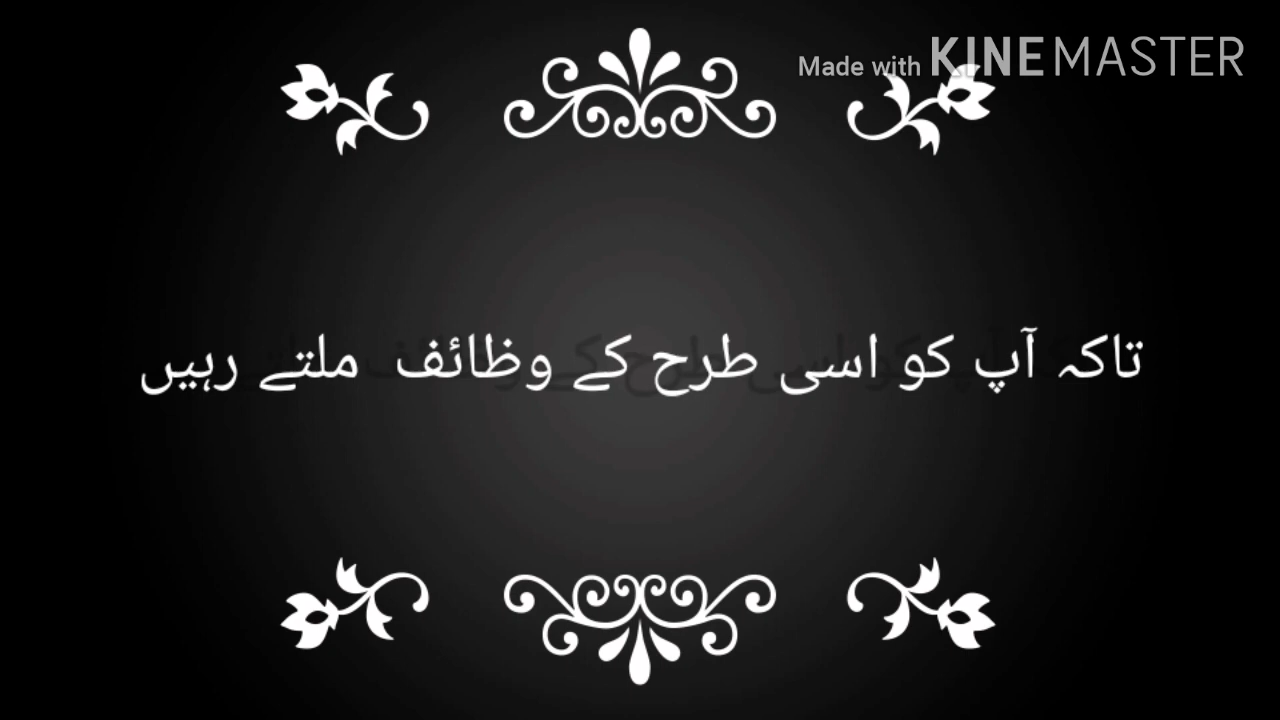 Made with KINEMASTER
تاکہ آپ کو اسی طرح کے وظائف ملتے رہیں